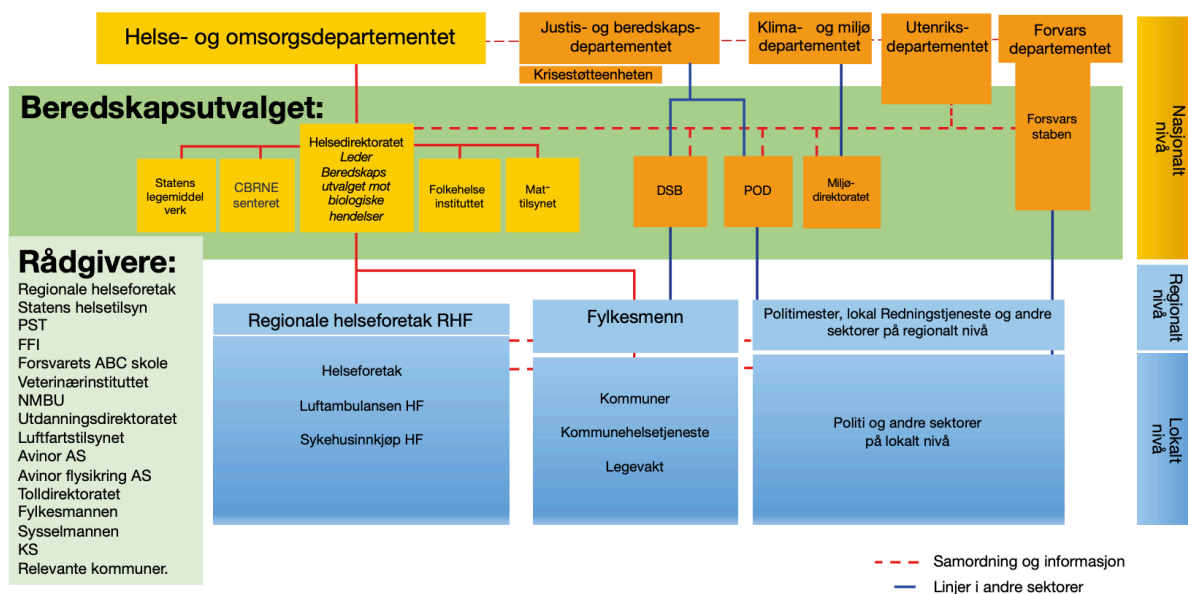 Helse- og omsorgsdepartementet
Justis- og beredskaps-
departementet
Krisestøtteenheten
Klima- og miljø
departementet
Utenriks-
departementet
Forvars
departementet
Beredskapsutvalget:
Statens
legemiddel
verk
CBRNE
senteret
Helsedirektoratet
Leder
Beredskaps
utvalget mot
biologiske
hendelser
Folkehelse
instituttet
Mat-
tilsynet
DSB
POD
Miljø-
direktoratet
Forsvars
staben
Nasjonalt
nivå
Rådgivere:
Regionale helseforetak
Statens helsetilsyn
PST
FFI
Forsvarets ABC skole
Veterinærinstituttet
NMBU
Utdanningsdirektoratet
Luftfartstilsynet
Avinor AS
Avinor flysikring AS
Tolldirektoratet
Fylkesmannen
Sysselmannen
KS
Relevante kommuner.
Regionale helseforetak RHF
Fylkesmenn
Politimester, lokal Redningstjeneste og andre
sektorer på regionalt nivå
Regionalt
nivå
Helseforetak
Luftambulansen HF
Sykehusinnkjøp HF
Kommuner
Kommunehelsetjeneste
Legevakt
Politi og andre sektorer
på lokalt nivå
Lokalt
nivå
Samordning og informasjon
Linjer i andre sektorer